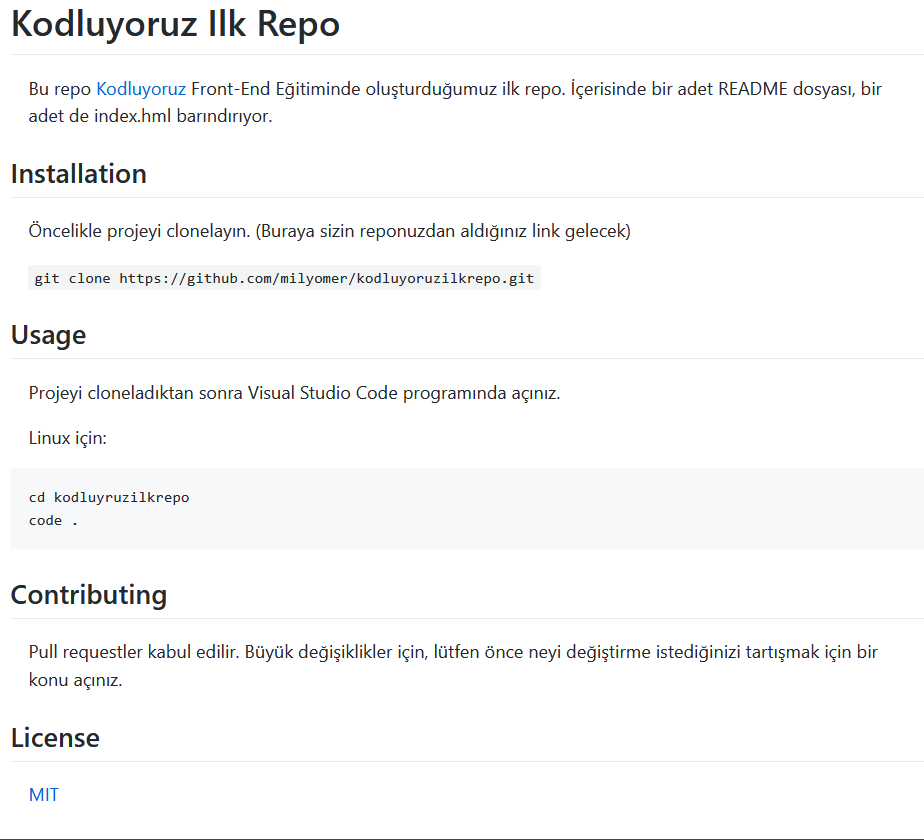 Kodluyoruz Ilk Repo
Bu repo Kodluyoruz Front-End Eğitiminde oluşturduğumuz ilk repo. İçerisinde bir adet README dosyası, bir
adet de index.hml barındırıyor.
Installation
Öncelikle projeyi clonelayın. (Buraya sizin reponuzdan aldığınız link gelecek)
git clone https://github.com/milyomer/kodluyoruzilkrepo.git
Usage
Projeyi cloneladıktan sonra Visual Studio Code programında açınız.
Linux için:
cd kodluyruzilkrepo
code .
Contributing
Pull requestler kabul edilir. Büyük değişiklikler için, lütfen önce neyi değiştirme istediğinizi tartışmak için bir
konu açınız.
License
MIT